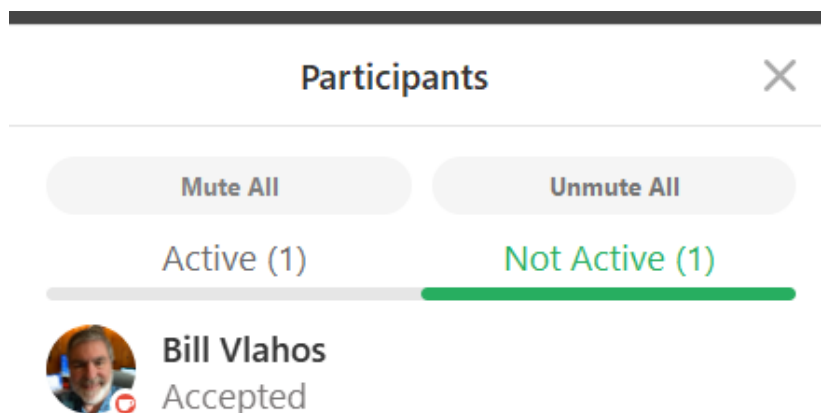 Participants
Mute All Unmute All
Active (1) Not Active (1)
Bill Vlahos
Accepted